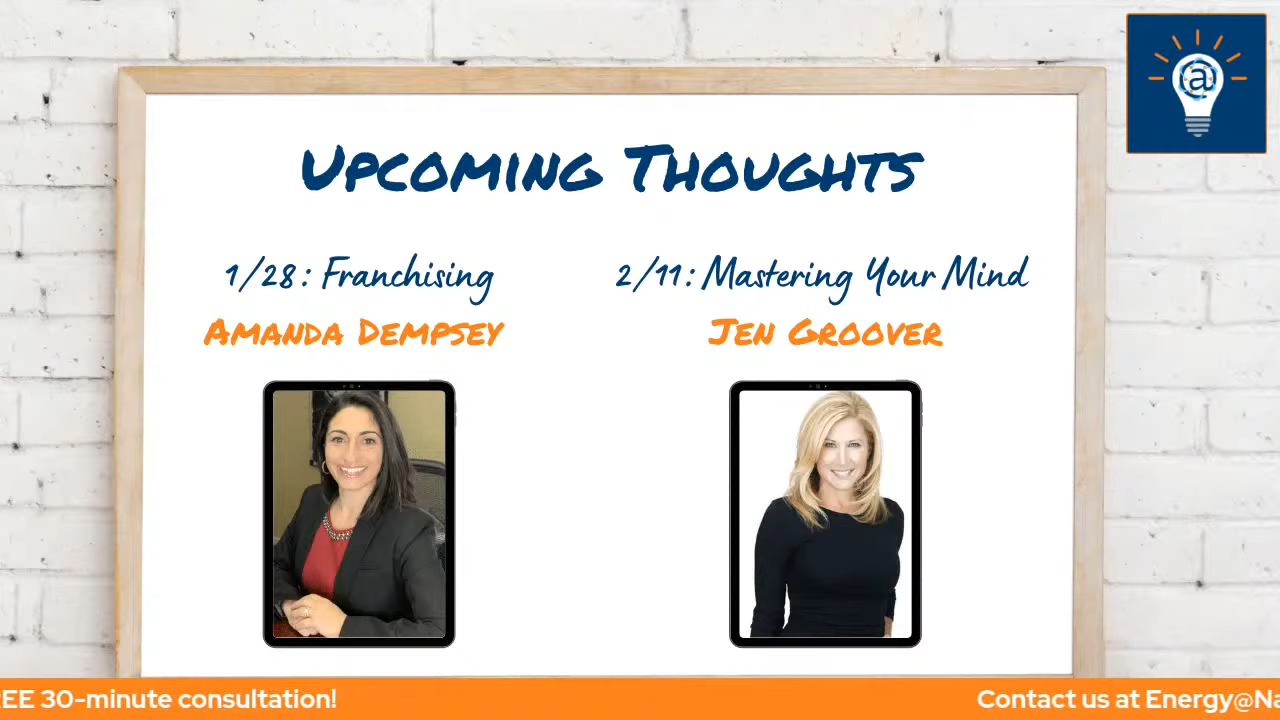 @
Upcoming Thoughts
1/28: Franchising
2/11: Mastering Your Mind
Amanda Dempsey
Jen Groover
EE 30-minute consultation!
Contact us at Energy@Na